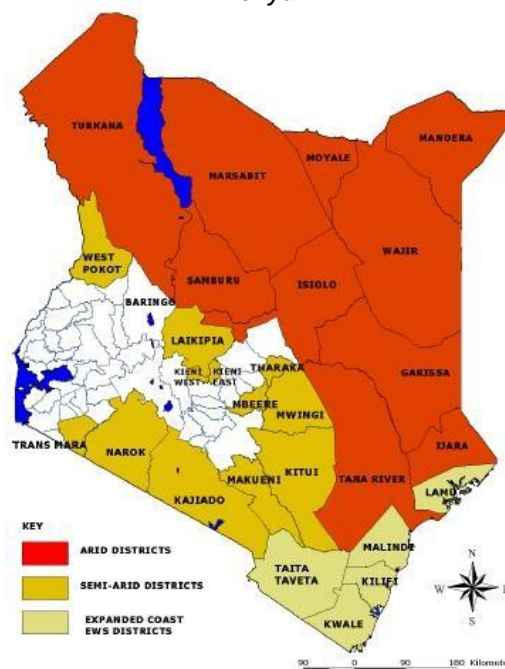 TURKANA
MOYALE
MANDERA
MARSABIT
WAJIR
WEST
POKOT
SAMBURU
ISIOLO
BARINGO
LAIKIPIA
KIENI
WEST
KIENI
EAST
THARAKA
GARISSA
MBEERE
MWINGI
IJARA
TRANS MARA
NAROK
KITUI
LAMU
MAKUENI
TANA RIVER
KAJIADO
MALINDI
TAITA
TAVETA
KILIFI
KWALE
KEY
ARID DISTRICTS
SEMI-ARID DISTRICTS
EXPANDED COAST
EWS DISTRICTS
N
W
S
90 0 90 180 Kilomete